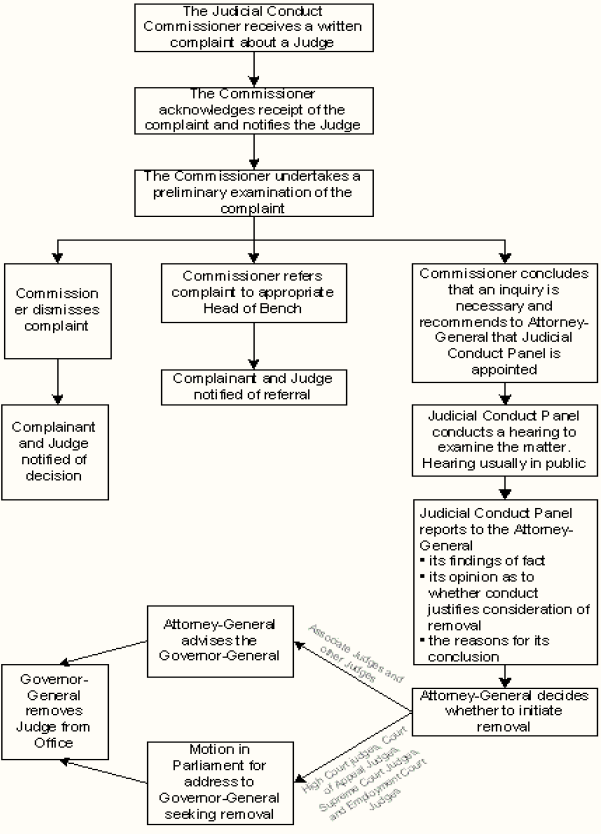 The Judicial Conduct
Commissioner receives a written
complaint about a Judge
The Commissioner
acknowledges receipt of the
complaint and notifies the Judge
The Commissioner undertakes a
preliminary examination of the
complaint
Commission
er dismisses
complaint
Commissioner refers
complaint to appropriate
Head of Bench
Commissioner concludes
that an inquiry is
necessary and
recommends to Attorney-
General that Judicial
Conduct Panel is
appointed
Complainant and Judge
notified of referral
Complainant
and Judge
notified of
decision
Judicial Conduct Panel
conducts a hearing to
examine the matter.
Hearing usually in public
Judicial Conduct Panel
reports to the Attorney-
General
▪ its findings of fact
▪ its opinion as to
whether conduct
justifies consideration of
removal
▪ the reasons for its
conclusion
Attorney-General decides
whether to initiate
removal
Associate Judges and
other Judges
Attorney-General
advises the
Governor-General
High Court judges, Court
of Appeal Judges,
Supreme Court Judges,
and Employment Court
Judges
Motion in
Parliament for
address to
Governor-General
seeking removal
Governor-
General
removes
Judge from
Office